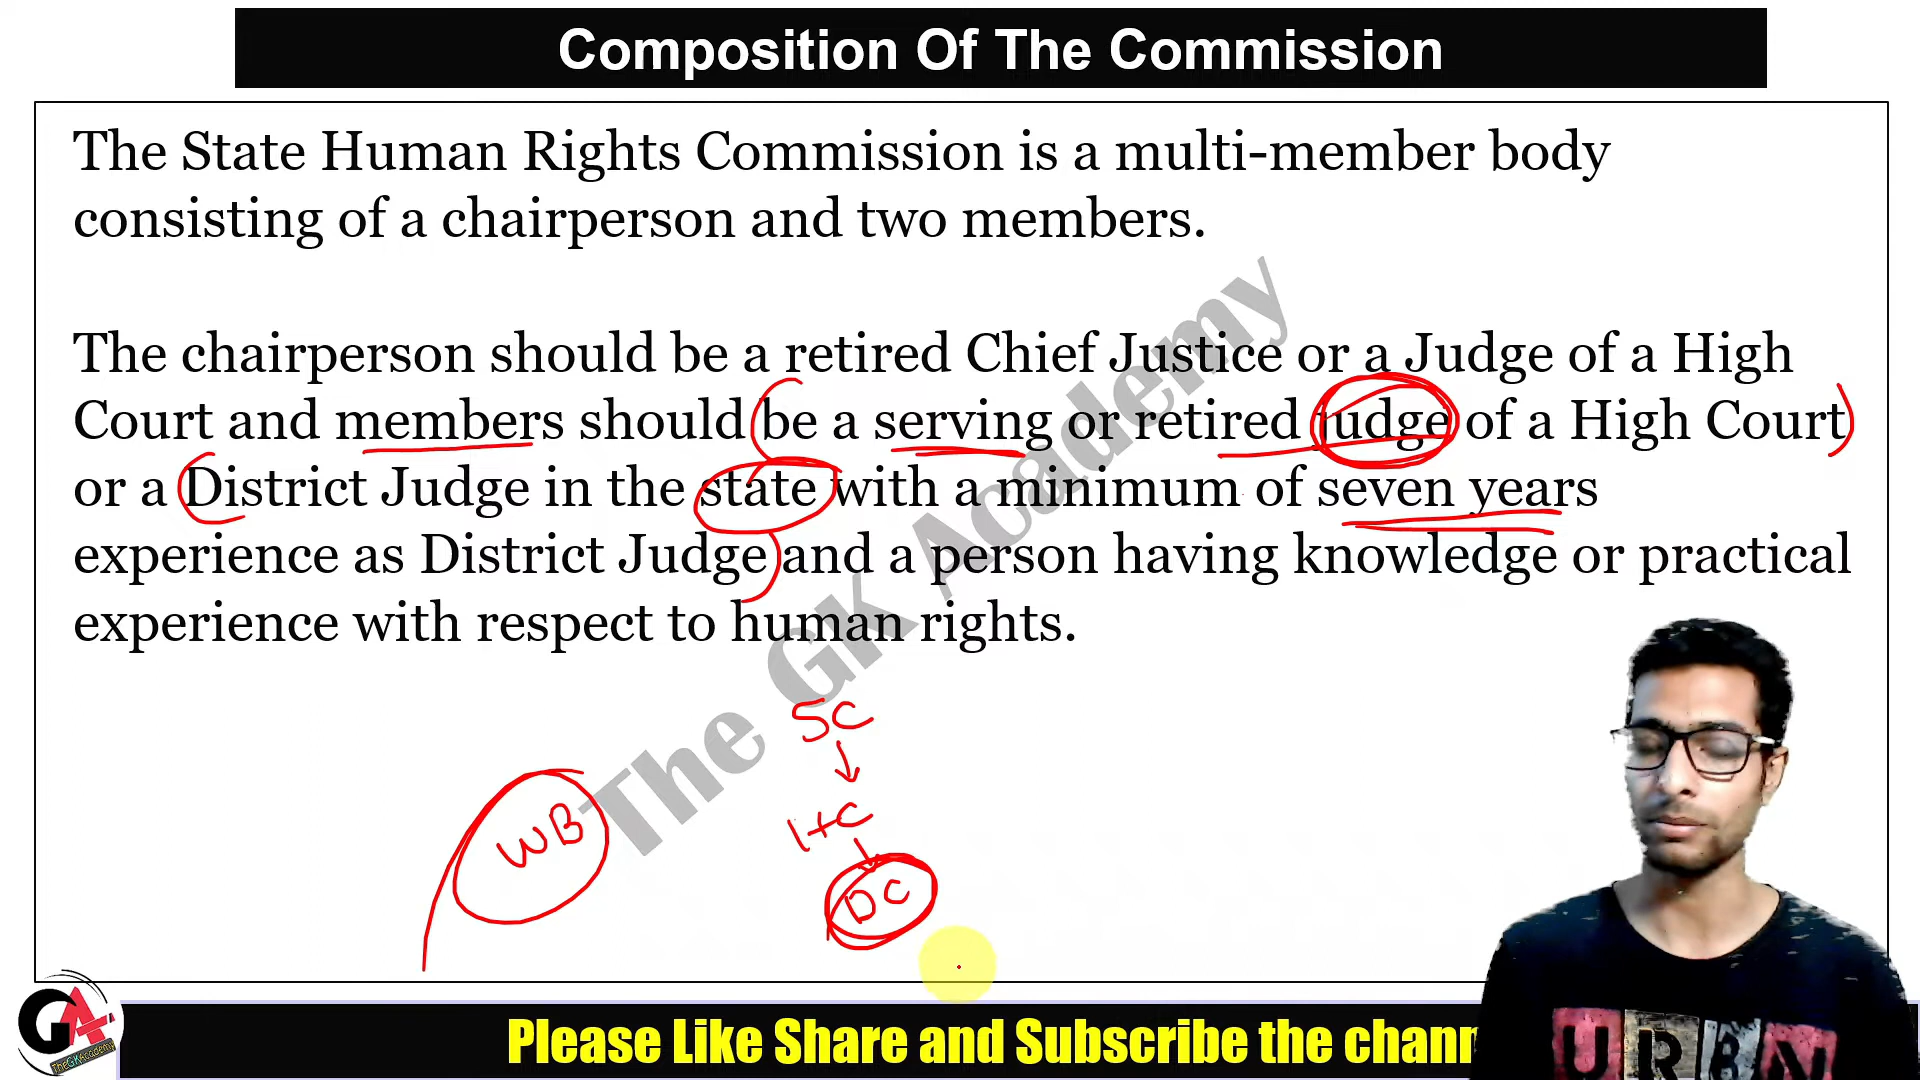 Composition Of The Commission
The State Human Rights Commission is a multi-member body
consisting of a chairperson and two members.
The chairperson should be a retired Chief Justice or a Judge of a High
Court and members should be a serving or retired judge of a High Court
or a District Judge in the state with a minimum of seven years
experience as District Judge and a person having knowledge or practical
experience with respect to human rights.
The GK Academy
SC
HC
DC
WB
GA
TheGKAcademy
Please Like Share and Subscribe the chann
URBN